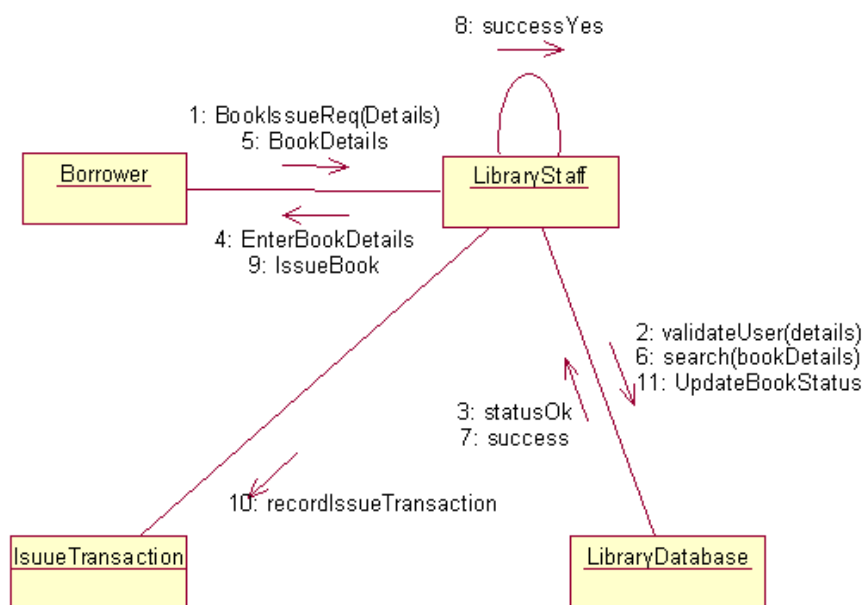 8: successYes
1: BookIssueReq(Details)
5: BookDetails
Borrower
LibraryStaff
4: EnterBookDetails
9: IssueBook
2: validateUser(details)
6: search(bookDetails)
11: UpdateBookStatus
3: statusOk
7: success
10: recordIssueTransaction
IsuueTransaction
LibraryDatabase